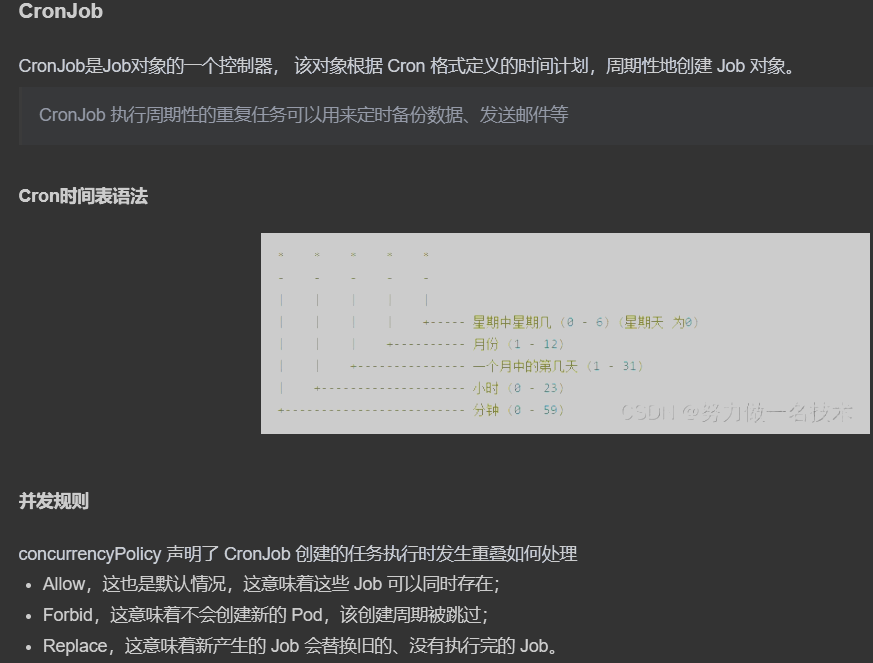 CronJob
CronJob是Job对象的一个控制器， 该对象根据 Cron 格式定义的时间计划，周期性地创建 Job 对象。
CronJob 执行周期性的重复任务可以用来定时备份数据、发送邮件等
Cron时间表语法
* * * * *
- - - - -
| | | | |
| | | | +----- 星期中星期几 (0 - 6) (星期天 为0)
| | | +---------- 月份 (1 - 12)
| | +--------------- 一个月中的第几天 (1 - 31)
| +-------------------- 小时 (0 - 23)
+------------------------- 分钟 (0 - 59)
CSDN @努力做一名技术
并发规则
concurrencyPolicy 声明了 CronJob 创建的任务执行时发生重叠如何处理
• Allow，这也是默认情况，这意味着这些 Job 可以同时存在；
• Forbid，这意味着不会创建新的 Pod，该创建周期被跳过；
• Replace，这意味着新产生的 Job 会替换旧的、没有执行完的 Job。